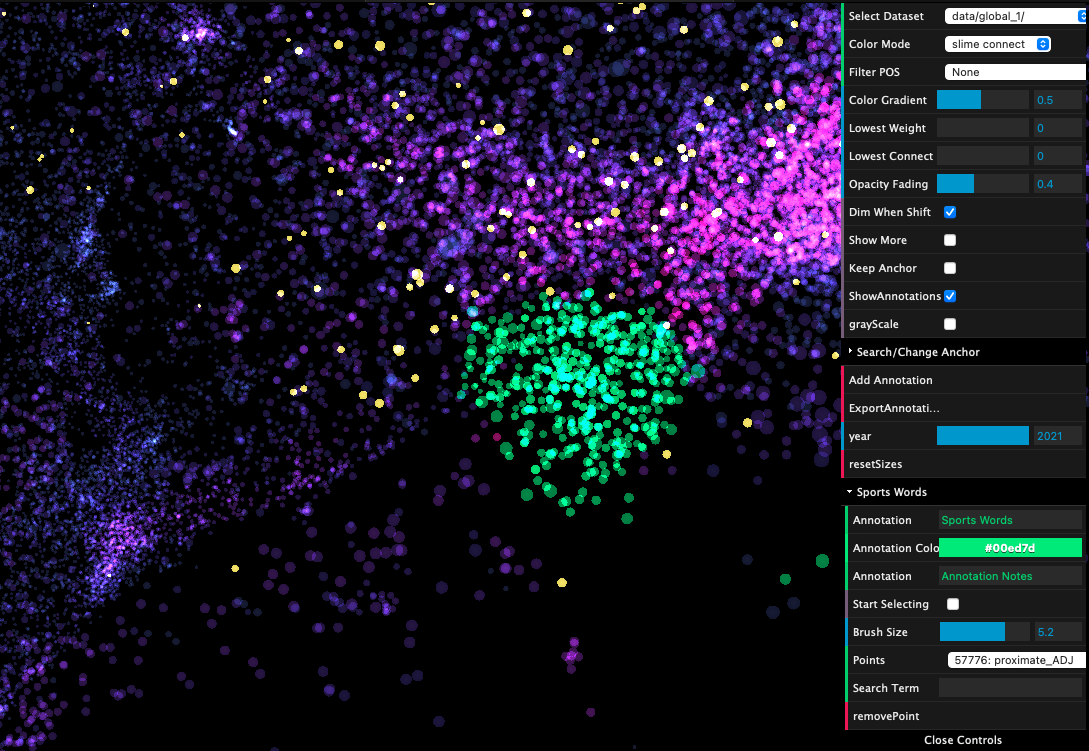 Select Dataset data/global_1/
Color Mode slime connect
Filter POS None
Color Gradient 0.5
Lowest Weight 0
Lowest Connect 0
Opacity Fading 0.4
Dim When Shift
Show More
Keep Anchor
ShowAnnotations
grayScale
Search/Change Anchor
Add Annotation
ExportAnnotati...
year 2021
resetSizes
Sports Words
Annotation Sports Words
Annotation Colo #00ed7d
Annotation Annotation Notes
Start Selecting
Brush Size 5.2
Points 57776: proximate_ADJ
Search Term
removePoint
Close Controls